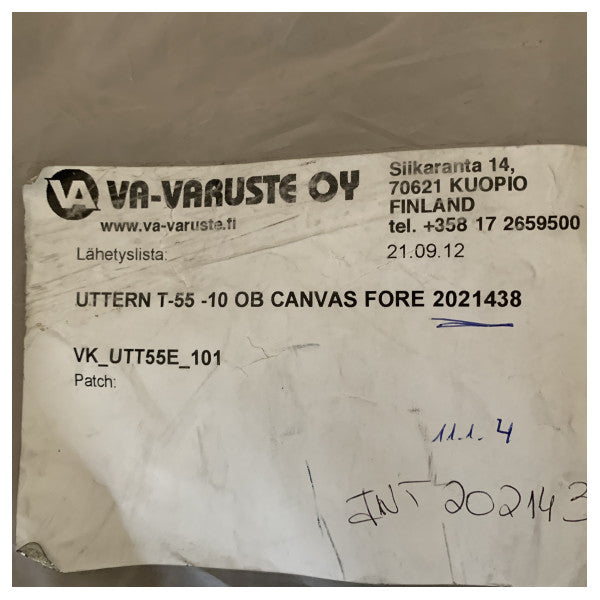 VA VA-VARUSTE OY
www.va-varuste.fi
Siikaranta 14,
70621 KUOPIO
FINLAND
tel. +358 17 2659500
Lähetyslista: 21.09.12
UTTERN T-55 -10 OB CANVAS FORE 2021438
VK_UTT55E_101
Patch:
11.1.4
INT 202143